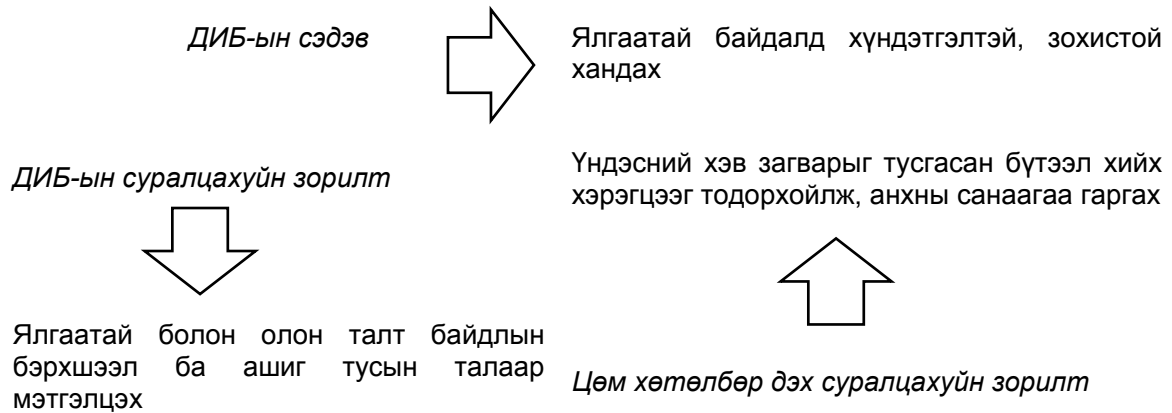 ДИБ-ын сэдэв
Ялгаатай байдалд хүндэтгэлтэй, зохистой
хандах
ДИБ-ын суралцахуйн зорилт
Үндэсний хэв загварыг тусгасан бүтээл хийх
хэрэгцээг тодорхойлж, анхны санаагаа гаргах
Ялгаатай болон олон талт байдлын
бэрхшээл ба ашиг тусын талаар
мэтгэлцэх
Цөм хөтөлбөр дэх суралцахуйн зорилт